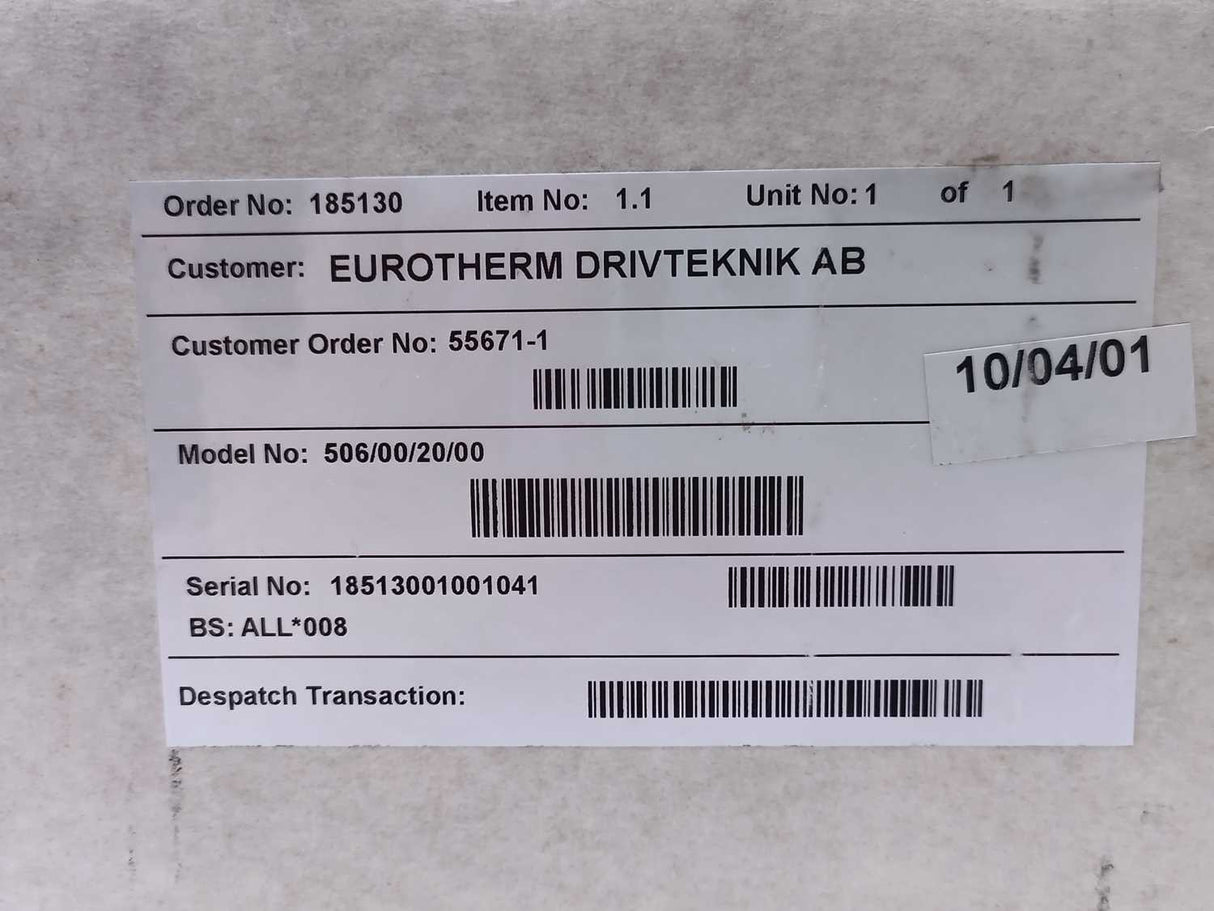 Order No: 185130 Item No: 1.1 Unit No: 1 of 1
Customer: EUROTHERM DRIVTEKNIK AB
Customer Order No: 55671-1
10/04/01
Model No: 506/00/20/00
Serial No: 18513001001041
BS: ALL*008
Despatch Transaction: